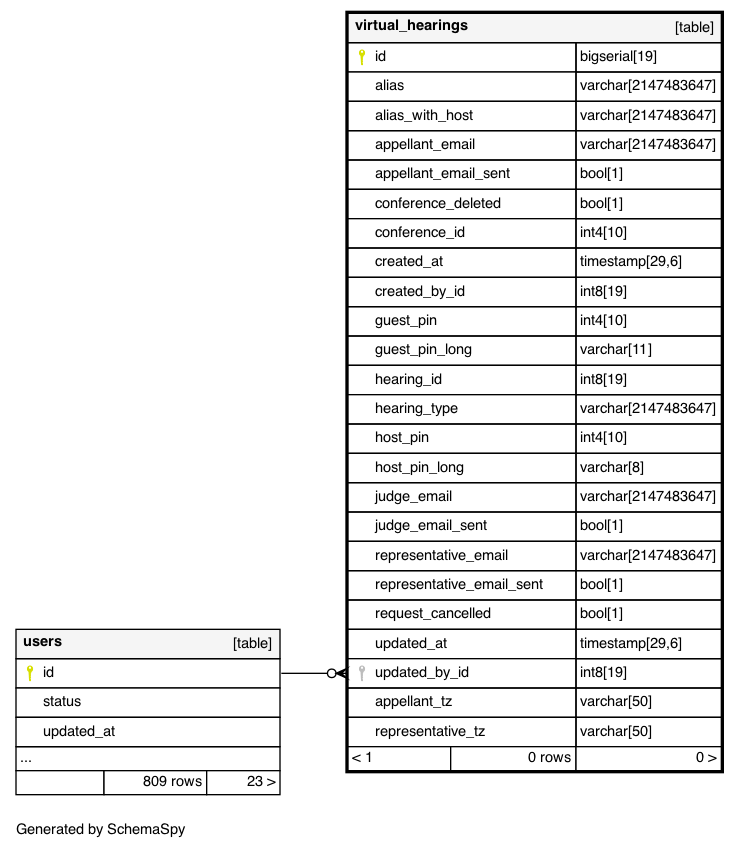 virtual_hearings [table]
id bigserial[19]
alias varchar[2147483647]
alias_with_host varchar[2147483647]
appellant_email varchar[2147483647]
appellant_email_sent bool[1]
conference_deleted bool[1]
conference_id int4[10]
created_at timestamp[29,6]
created_by_id int8[19]
guest_pin int4[10]
guest_pin_long varchar[11]
hearing_id int8[19]
hearing_type varchar[2147483647]
host_pin int4[10]
host_pin_long varchar[8]
judge_email varchar[2147483647]
judge_email_sent bool[1]
representative_email varchar[2147483647]
representative_email_sent bool[1]
request_cancelled bool[1]
updated_at timestamp[29,6]
updated_by_id int8[19]
appellant_tz varchar[50]
representative_tz varchar[50]
< 1 0 rows 0 >
users [table]
id
status
updated_at
...
809 rows 23 >
Generated by SchemaSpy